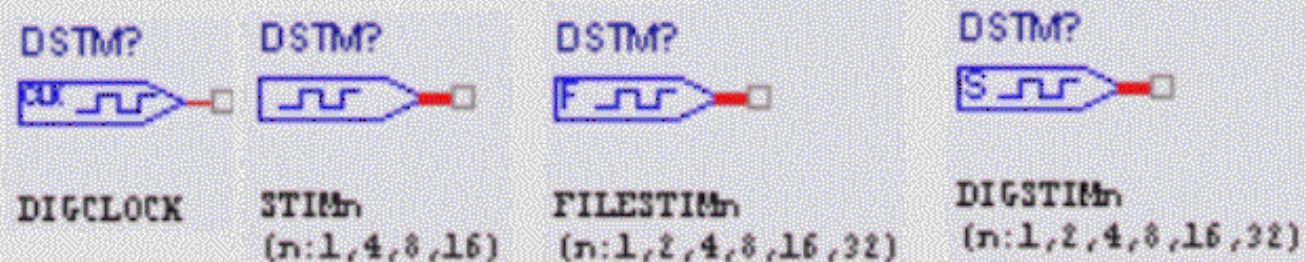 DSTM?
CLK
DIGCLOCK
DSTM?
STIMn
(n:1,4,8,16)
DSTM?
F
FILESTIMn
(n:1,2,4,8,16,32)
DSTM?
S
DIGSTIMn
(n:1,2,4,8,16,32)